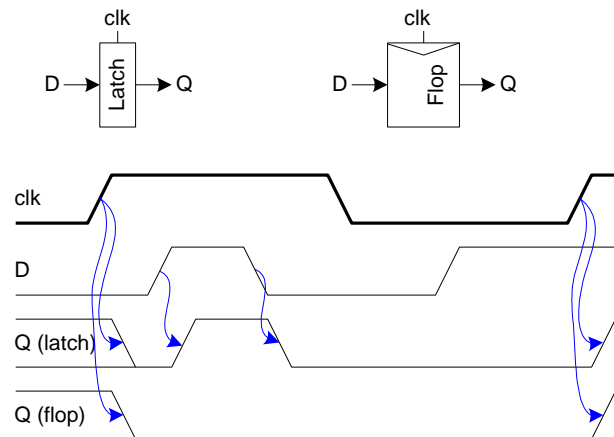 clk
clk
D
Latch
Q
D
Flop
Q
clk
D
Q (latch)
Q (flop)